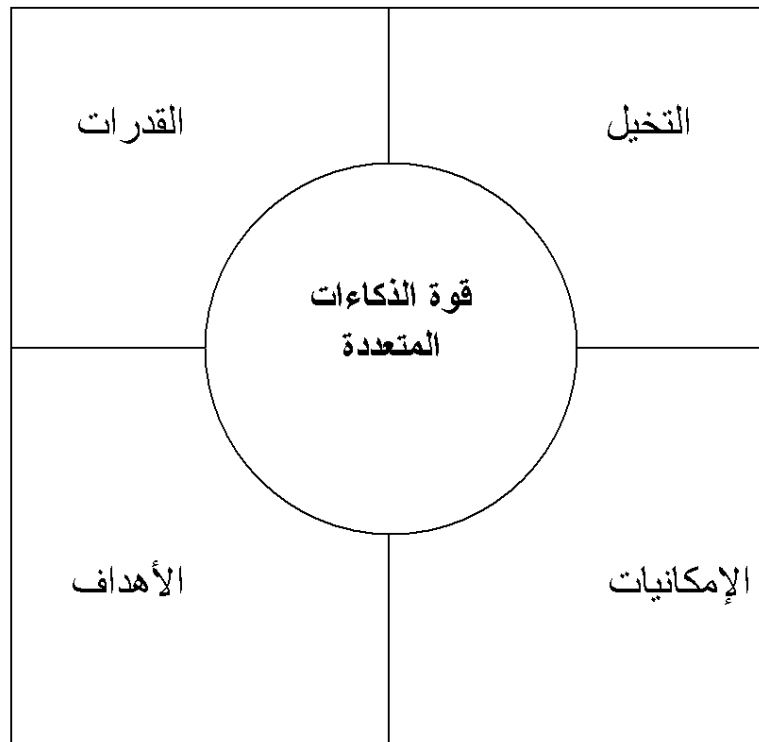 التخيل
القدرات
قوة الذكاءات
المتعددة
الإمكانيات
الأهداف